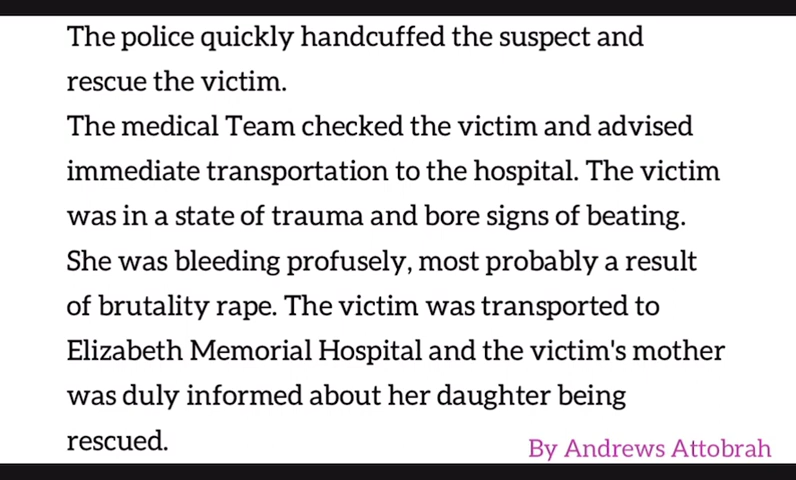 The police quickly handcuffed the suspect and
rescue the victim.
The medical Team checked the victim and advised
immediate transportation to the hospital. The victim
was in a state of trauma and bore signs of beating.
She was bleeding profusely, most probably a result
of brutality rape. The victim was transported to
Elizabeth Memorial Hospital and the victim's mother
was duly informed about her daughter being
rescued.
By Andrews Attobrah